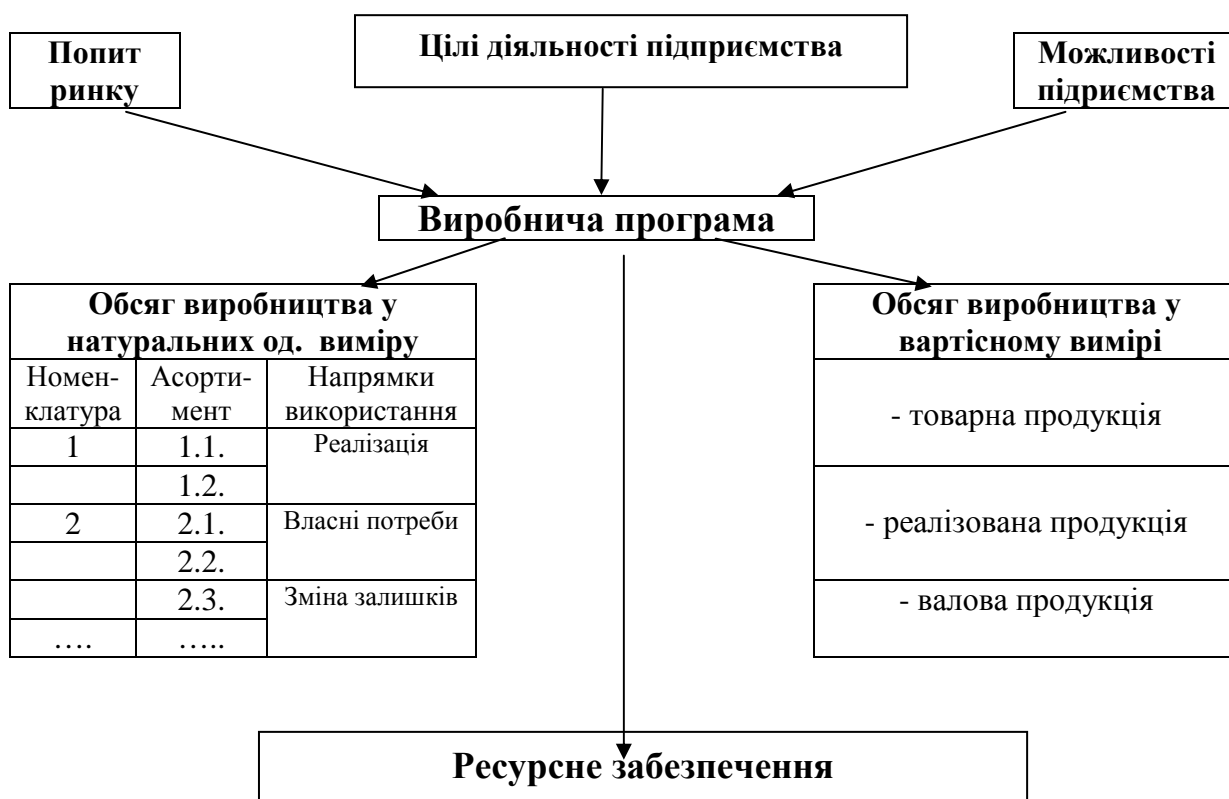 Попит
ринку
Цілі діяльності підприємства
Можливості
підриємства
Виробнича програма
Обсяг виробництва у
натуральних од. виміру
Номен-
клатура
Асорти-
мент
Напрямки
використання
1
1.1.
Реалізація
1.2.
2
2.1.
Власні потреби
2.2.
2.3.
Зміна залишків
….
…..
Обсяг виробництва у
вартісному вимірі
- товарна продукція
- реалізована продукція
- валова продукція
Ресурсне забезпечення